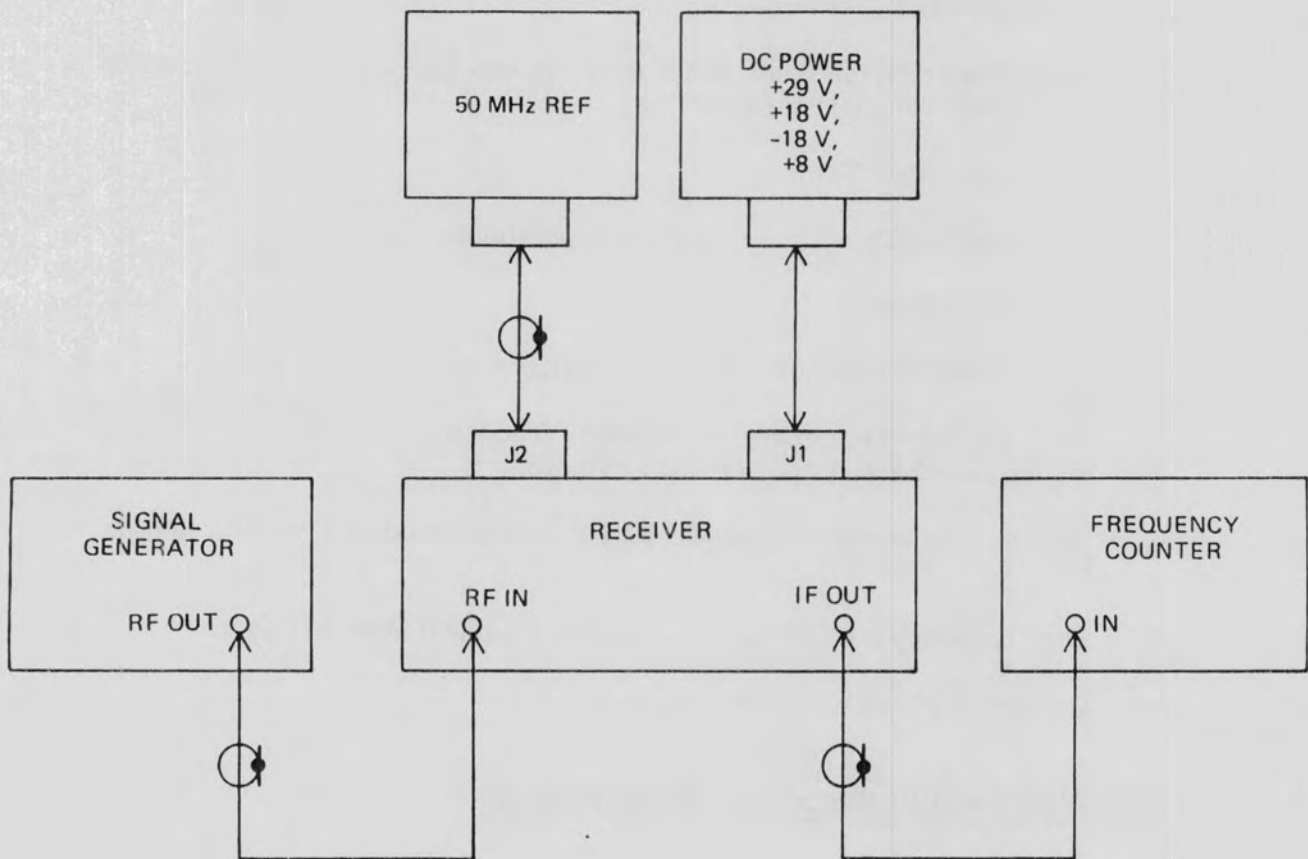 50 MHz REF
DC POWER
+29 V,
+18 V,
-18 V,
+8 V
J2
J1
SIGNAL
GENERATOR
RF OUT
RECEIVER
RF IN
IF OUT
FREQUENCY
COUNTER
IN